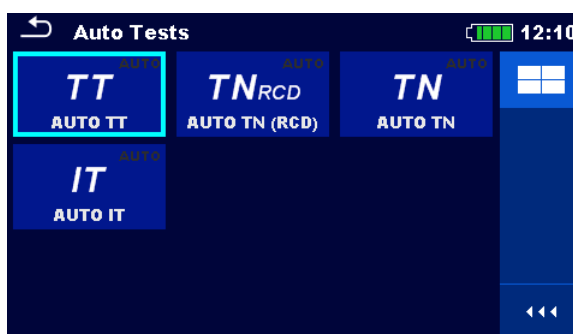 Auto Tests 12:10
AUTO AUTO AUTO
TT TNRCD TN
AUTO TT AUTO TN (RCD) AUTO TN
AUTO
IT
AUTO IT